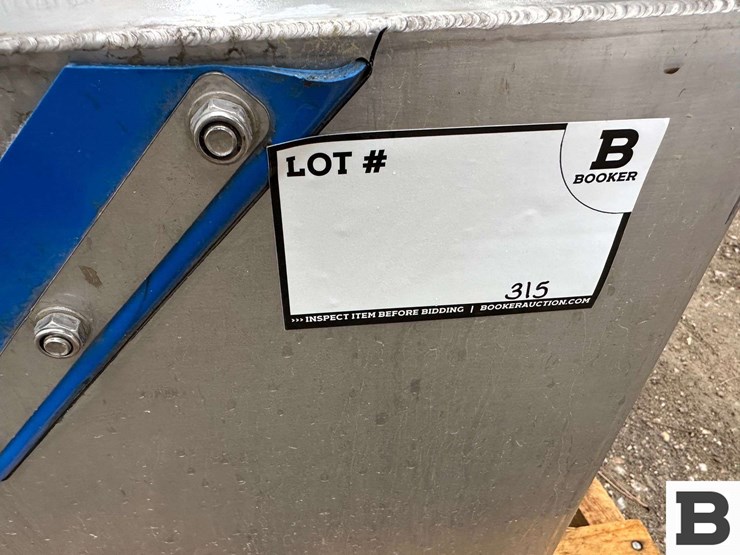 LOT #
B
BOOKER
315
>>> INSPECT ITEM BEFORE BIDDING | BOOKERAUCTION.COM
B